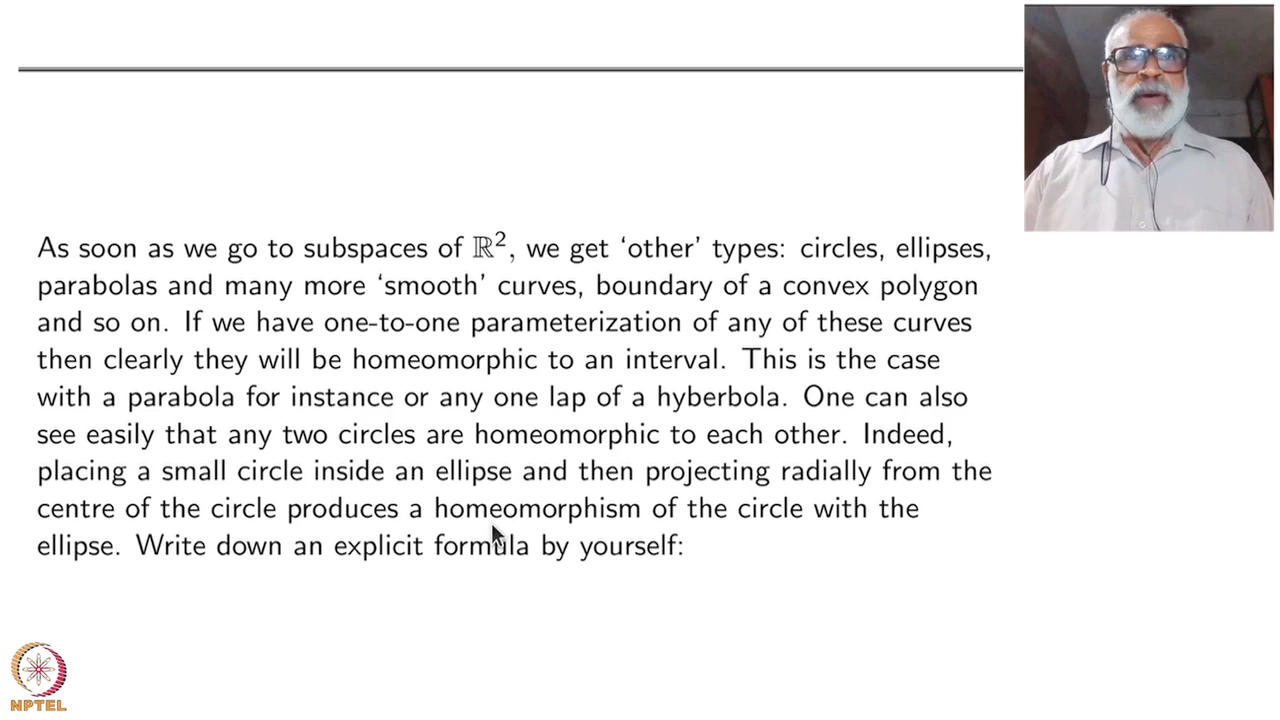 As soon as we go to subspaces of ℝ², we get ‘other’ types: circles, ellipses,
parabolas and many more ‘smooth’ curves, boundary of a convex polygon
and so on. If we have one-to-one parameterization of any of these curves
then clearly they will be homeomorphic to an interval. This is the case
with a parabola for instance or any one lap of a hyberbola. One can also
see easily that any two circles are homeomorphic to each other. Indeed,
placing a small circle inside an ellipse and then projecting radially from the
centre of the circle produces a homeomorphism of the circle with the
ellipse. Write down an explicit formula by yourself:
NPTEL